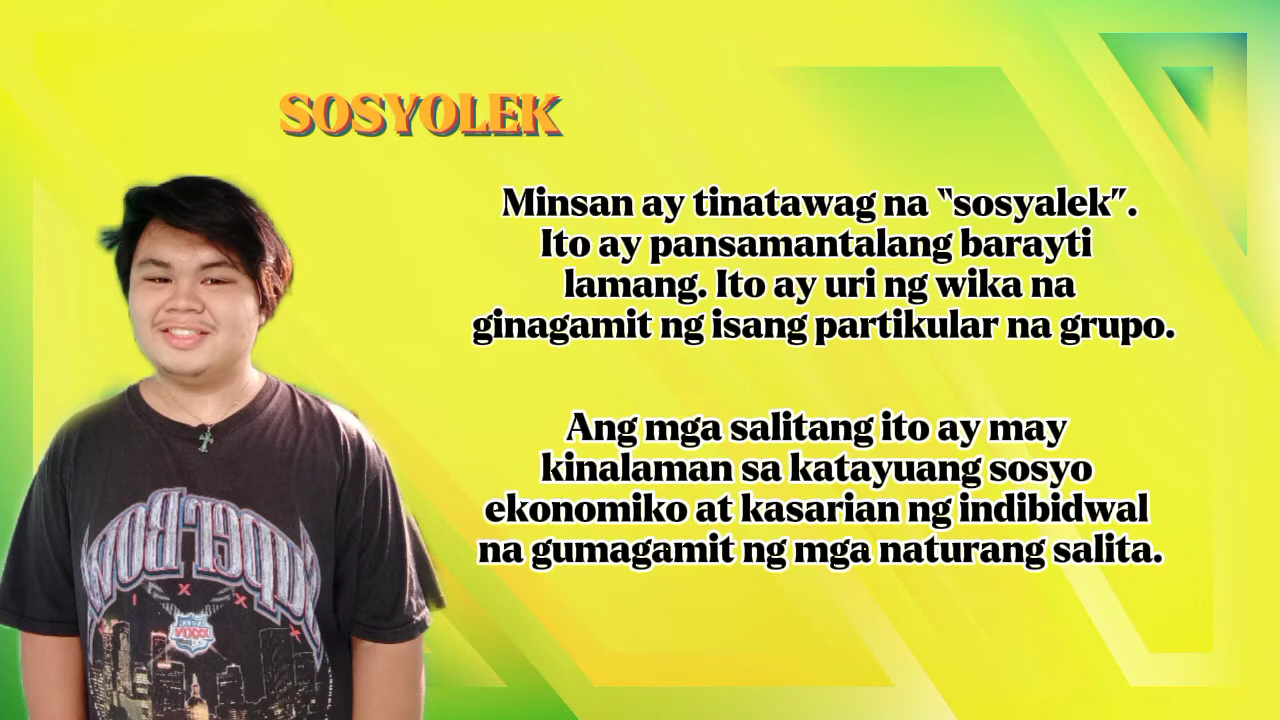 SOSYOLEK
Minsan ay tinatawag na “sosyalek”.
Ito ay pansamantalang barayti
lamang. Ito ay uri ng wika na
ginagamit ng isang partikular na grupo.
Ang mga salitang ito ay may
kinalaman sa katayuang sosyo
ekonomiko at kasarian ng indibidwal
na gumagamit ng mga naturang salita.